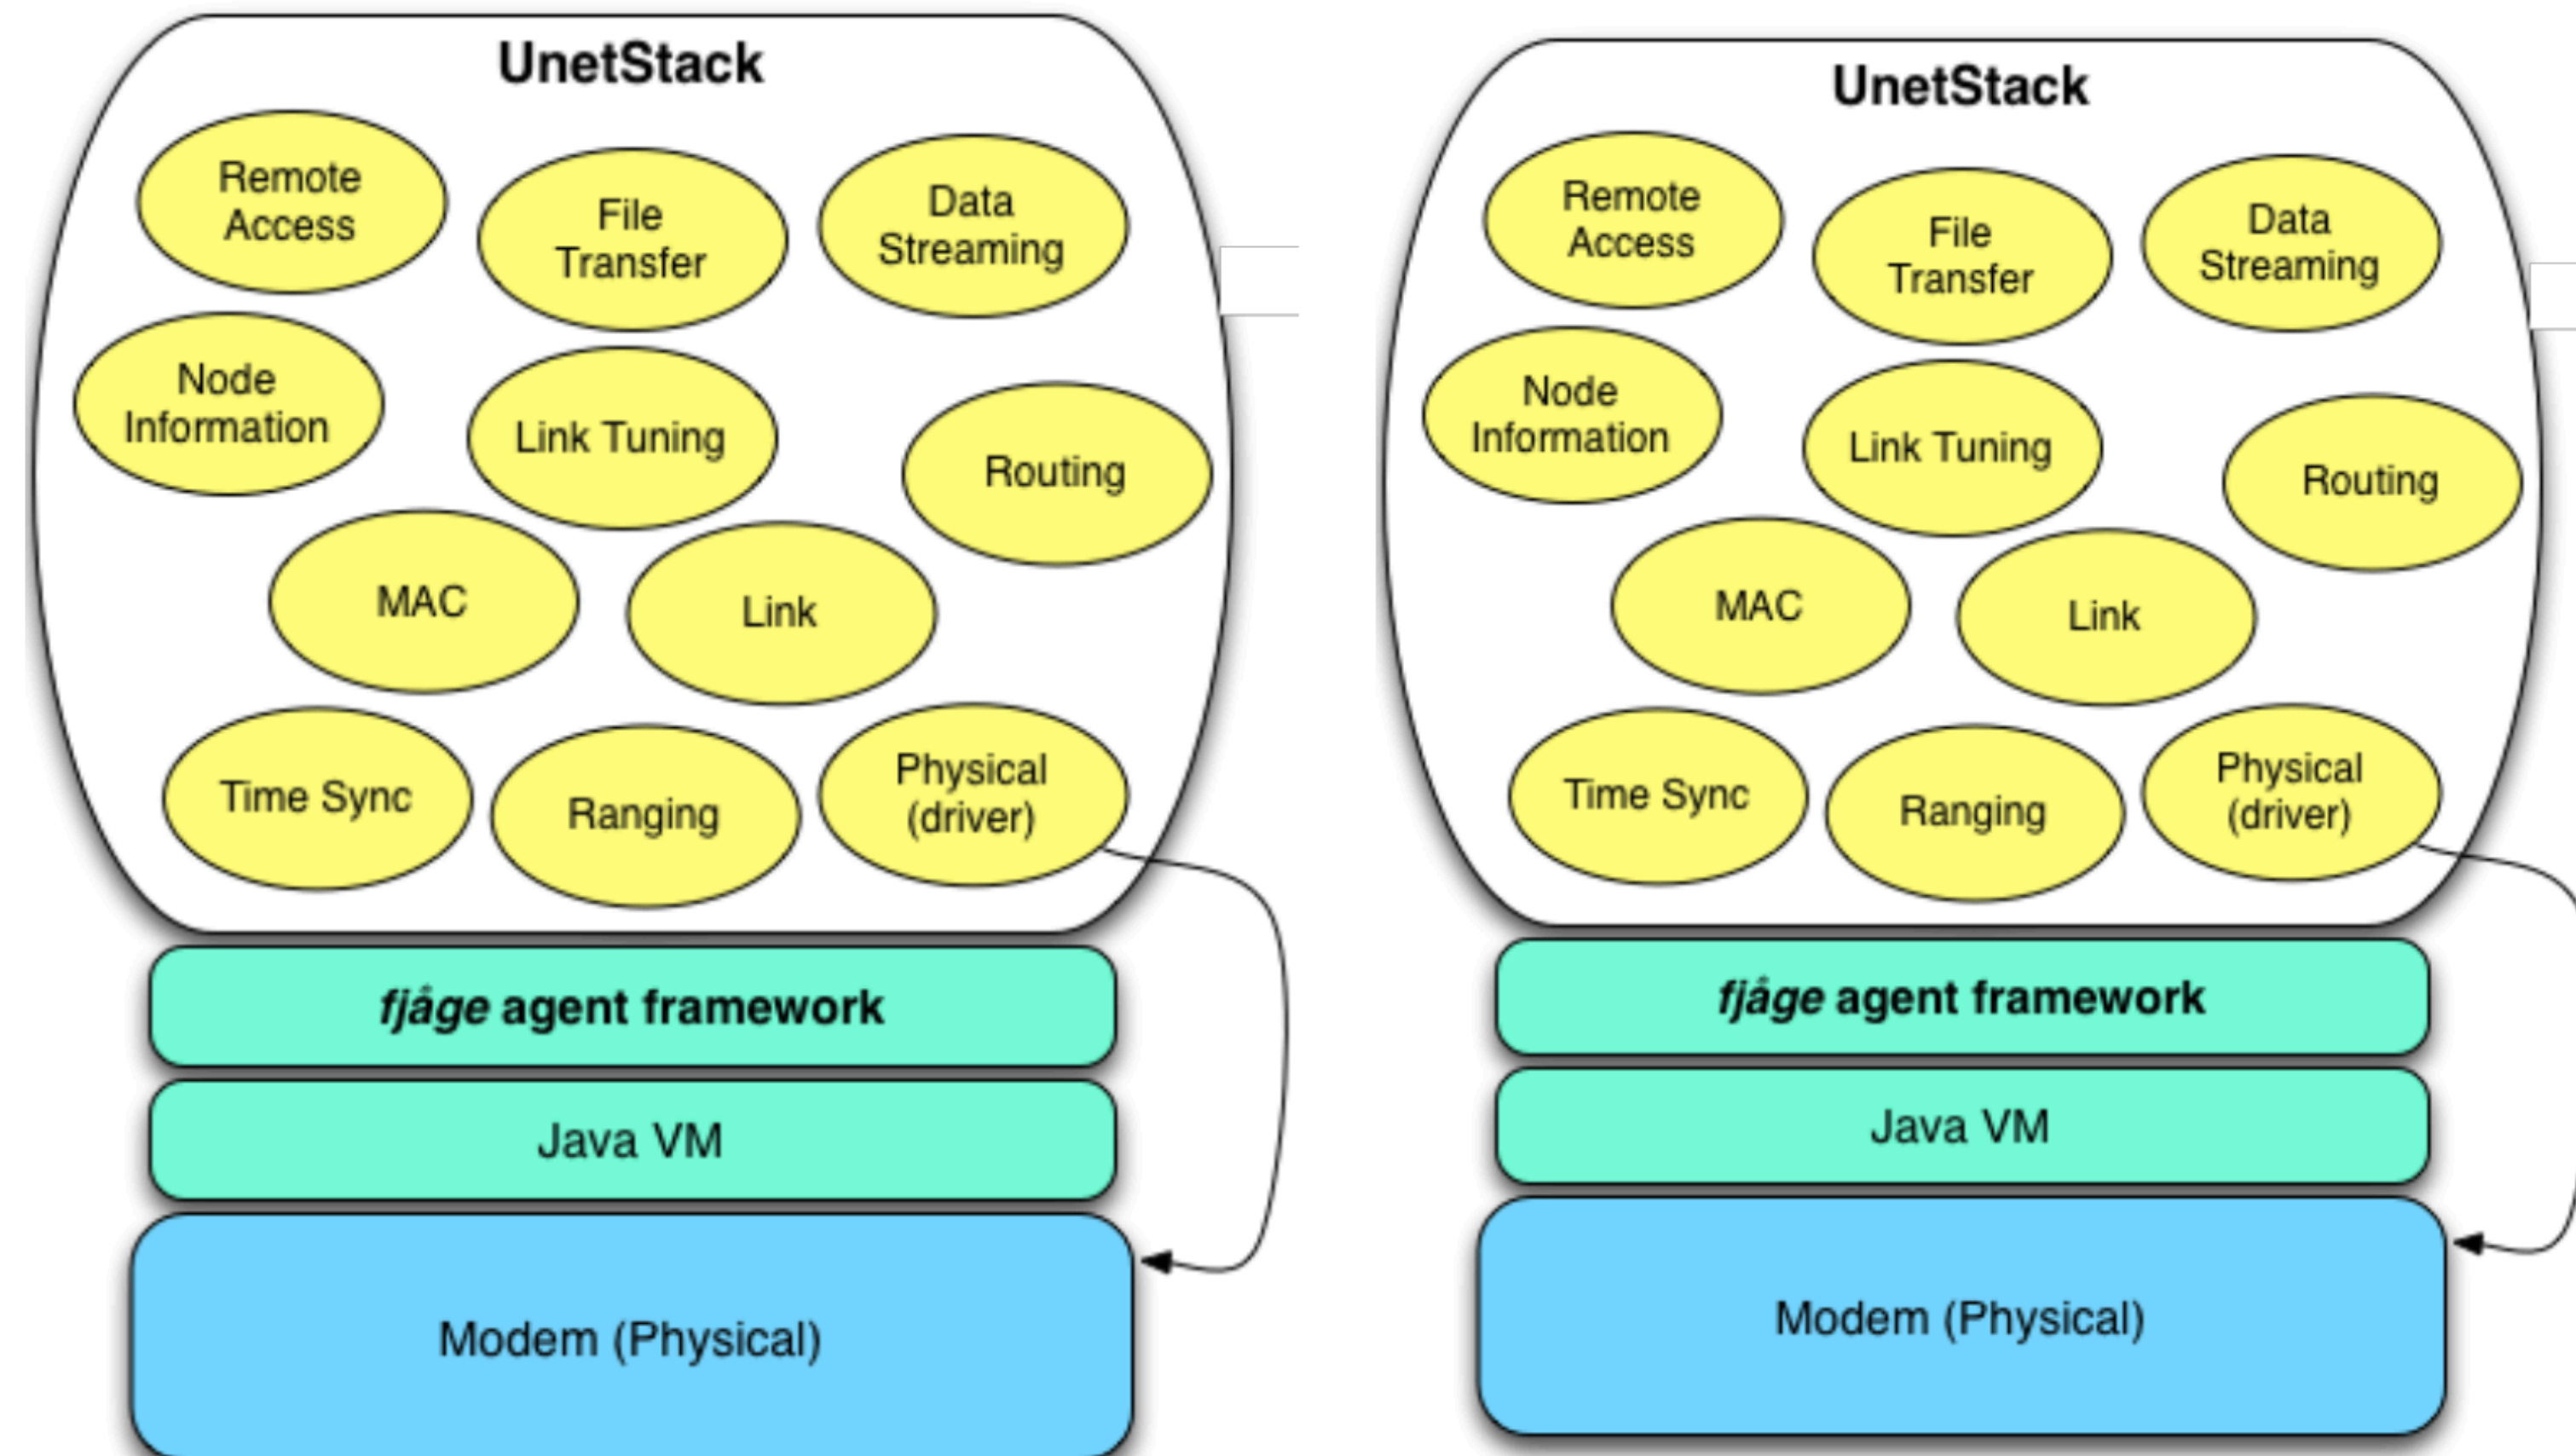 UnetStack
Remote
Access
File
Transfer
Data
Streaming
Node
Information
Link Tuning
Routing
MAC
Link
Time Sync
Ranging
Physical
(driver)
fjåge agent framework
Java VM
Modem (Physical)
UnetStack
Remote
Access
File
Transfer
Data
Streaming
Node
Information
Link Tuning
Routing
MAC
Link
Time Sync
Ranging
Physical
(driver)
fjåge agent framework
Java VM
Modem (Physical)